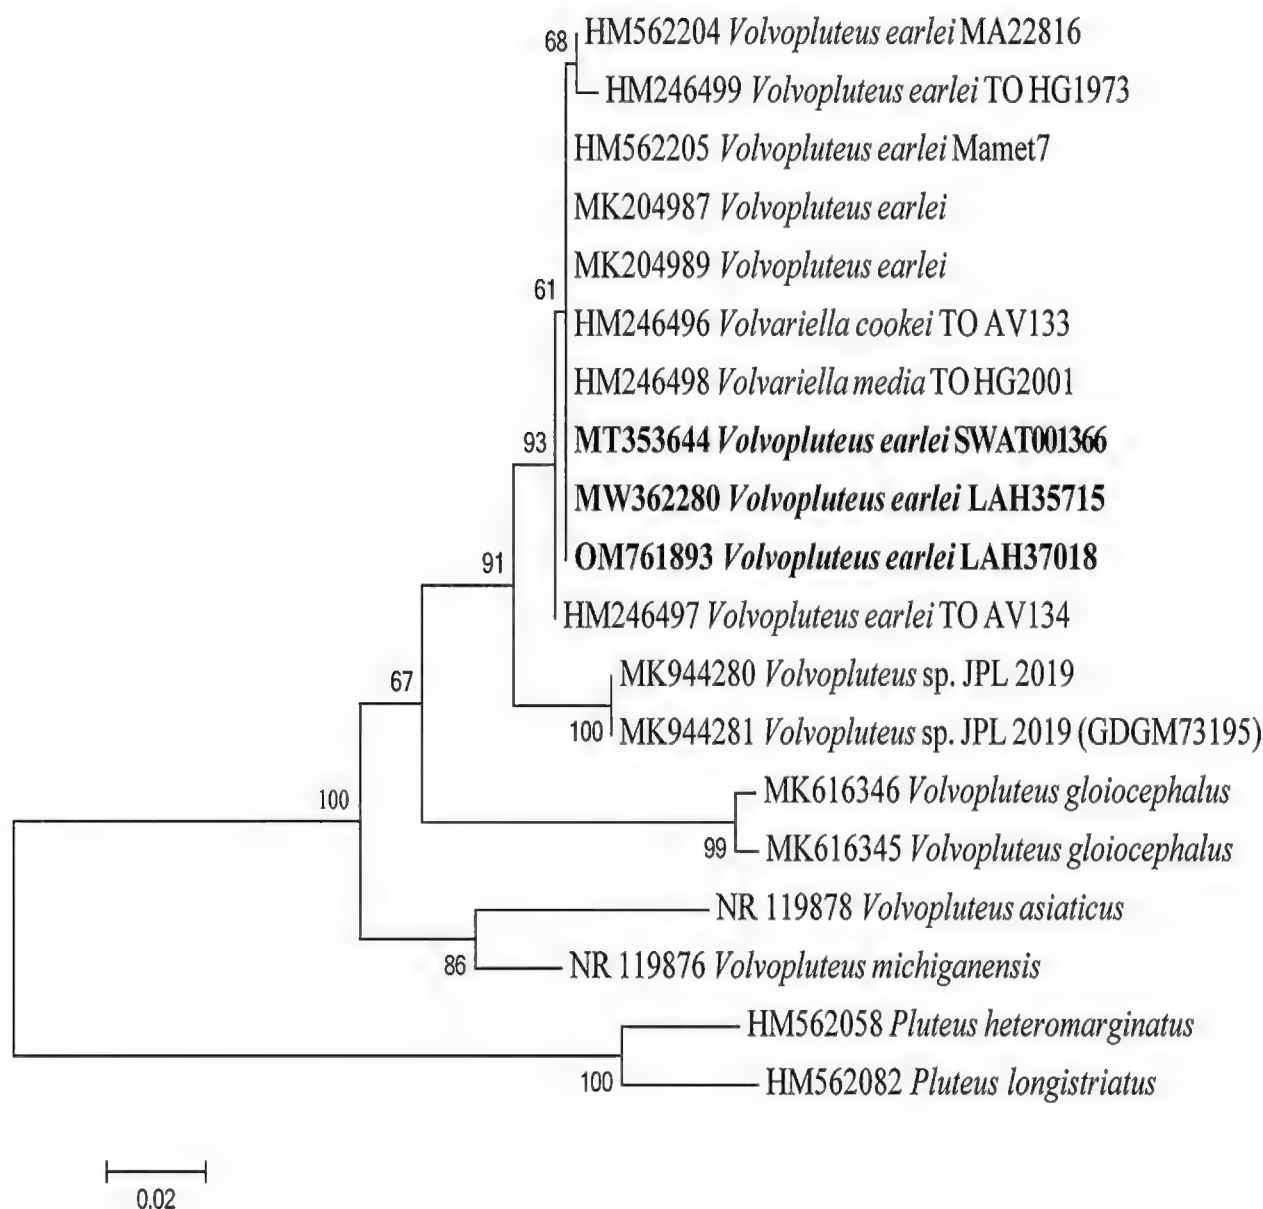 68
HM562204 Volvopluteus earlei MA22816
HM246499 Volvopluteus earlei TO HG1973
HM562205 Volvopluteus earlei Mamet7
MK204987 Volvopluteus earlei
MK204989 Volvopluteus earlei
61
HM246496 Volvariella cookei TO AV133
HM246498 Volvariella media TO HG2001
93
MT353644 Volvopluteus earlei SWAT001366
MW362280 Volvopluteus earlei LAH35715
91
OM761893 Volvopluteus earlei LAH37018
HM246497 Volvopluteus earlei TO AV134
67
MK944280 Volvopluteus sp. JPL 2019
100
MK944281 Volvopluteus sp. JPL 2019 (GDGM73195)
100
MK616346 Volvopluteus gloiocephalus
99
MK616345 Volvopluteus gloiocephalus
NR 119878 Volvopluteus asiaticus
86
NR 119876 Volvopluteus michiganensis
HM562058 Pluteus heteromarginatus
100
HM562082 Pluteus longistriatus
0.02